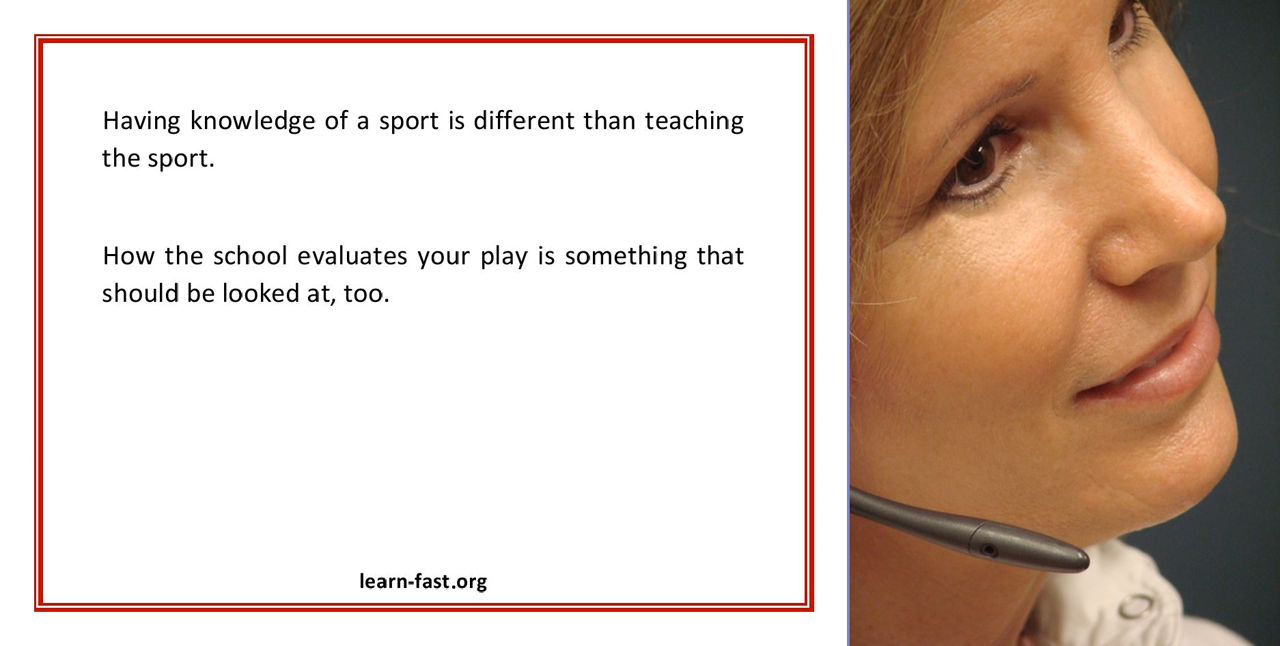 Having knowledge of a sport is different than teaching
the sport.
How the school evaluates your play is something that
should be looked at, too.
learn-fast.org